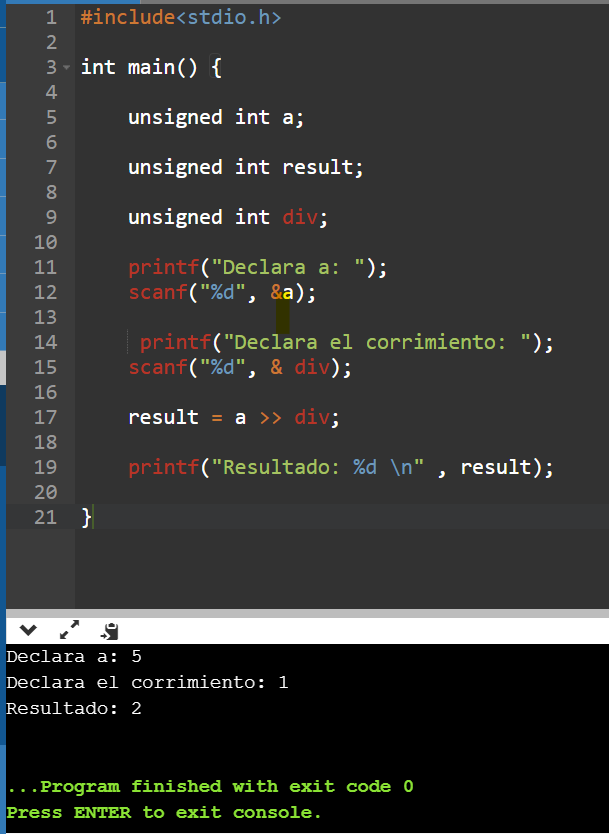 1 #include<stdio.h>
2
3 int main() {
4
5 unsigned int a;
6
7 unsigned int result;
8
9 unsigned int div;
10
11 printf("Declara a: ");
12 scanf("%d", &a);
13
14 printf("Declara el corrimiento: ");
15 scanf("%d", & div);
16
17 result = a >> div;
18
19 printf("Resultado: %d \n" , result);
20
21 }
Declara a: 5
Declara el corrimiento: 1
Resultado: 2
...Program finished with exit code 0
Press ENTER to exit console.